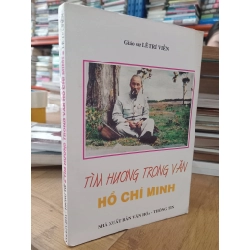 Giáo sư LÊ TRÍ VIỄN
TÌM HƯƠNG TRONG VĂN
HỒ CHÍ MINH
NHÀ XUẤT BẢN VĂN HÓA - THÔNG TIN